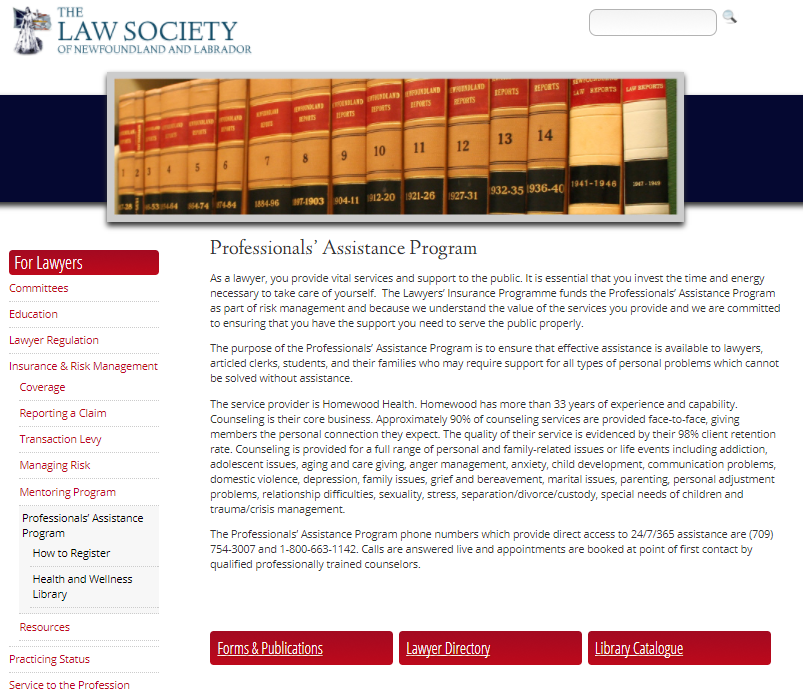 THE
LAW SOCIETY
OF NEWFOUNDLAND AND LABRADOR
NEWFOUNDLAND REPORTS
NEWFOUNDLAND REPORTS
NEWFOUNDLAND REPORTS
NEWFOUNDLAND REPORTS
NEWFOUNDLAND REPORTS
NEWFOUNDLAND REPORTS
REPORTS
REPORTS
LAW REPORTS
LAW REPORTS
1 2 3 4 5 6 7 8 9 10 11 12 13 14
1884-96 1897-1903 1904-11 1912-20 1921-26 1927-31 1932-35 1936-40 1941-1946 1947-1949
For Lawyers
Committees
Education
Lawyer Regulation
Insurance & Risk Management
Coverage
Reporting a Claim
Transaction Levy
Managing Risk
Mentoring Program
Professionals' Assistance
Program
How to Register
Health and Wellness
Library
Resources
Practicing Status
Service to the Profession
Professionals' Assistance Program
As a lawyer, you provide vital services and support to the public. It is essential that you invest the time and energy
necessary to take care of yourself. The Lawyers' Insurance Programme funds the Professionals' Assistance Program
as part of risk management and because we understand the value of the services you provide and we are committed
to ensuring that you have the support you need to serve the public properly.
The purpose of the Professionals' Assistance Program is to ensure that effective assistance is available to lawyers,
articled clerks, students, and their families who may require support for all types of personal problems which cannot
be solved without assistance.
The service provider is Homewood Health. Homewood has more than 33 years of experience and capability.
Counseling is their core business. Approximately 90% of counseling services are provided face-to-face, giving
members the personal connection they expect. The quality of their service is evidenced by their 98% client retention
rate. Counseling is provided for a full range of personal and family-related issues or life events including addiction,
adolescent issues, aging and care giving, anger management, anxiety, child development, communication problems,
domestic violence, depression, family issues, grief and bereavement, marital issues, parenting, personal adjustment
problems, relationship difficulties, sexuality, stress, separation/divorce/custody, special needs of children and
trauma/crisis management.
The Professionals' Assistance Program phone numbers which provide direct access to 24/7/365 assistance are (709)
754-3007 and 1-800-663-1142. Calls are answered live and appointments are booked at point of first contact by
qualified professionally trained counselors.
Forms & Publications
Lawyer Directory
Library Catalogue